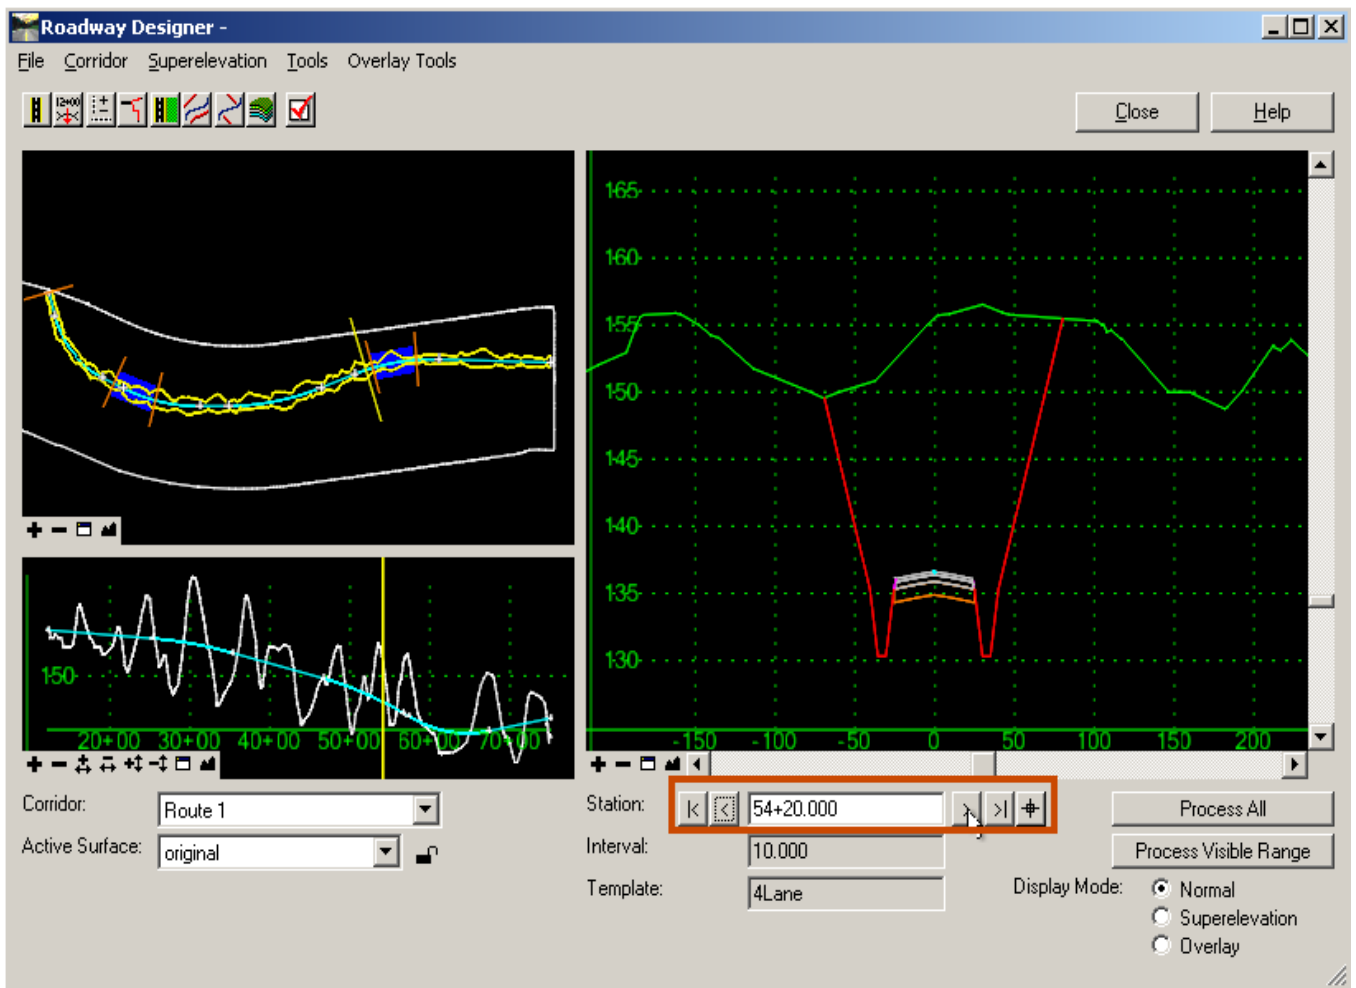 Roadway Designer -
File Corridor Superelevation Tools Overlay Tools
12+00
Close Help
165
160
155
150
145
140
135
130
-150 -100 -50 0 50 100 150 200
150
20+00 30+00 40+00 50+00 60+00 70+00
Corridor: Route 1
Active Surface: original
Station: 54+20.000
Interval: 10.000
Template: 4Lane
Process All
Process Visible Range
Display Mode: Normal
Superelevation
Overlay